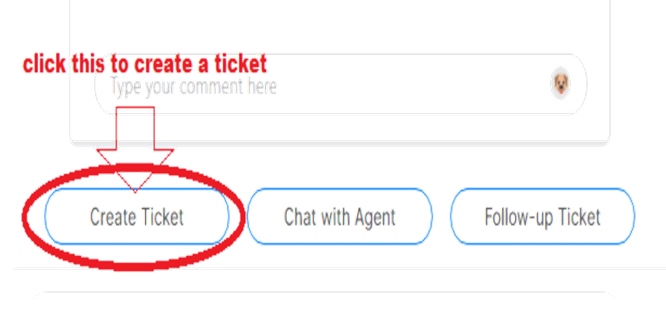 click this to create a ticket
Type your comment here
Create Ticket
Chat with Agent
Follow-up Ticket